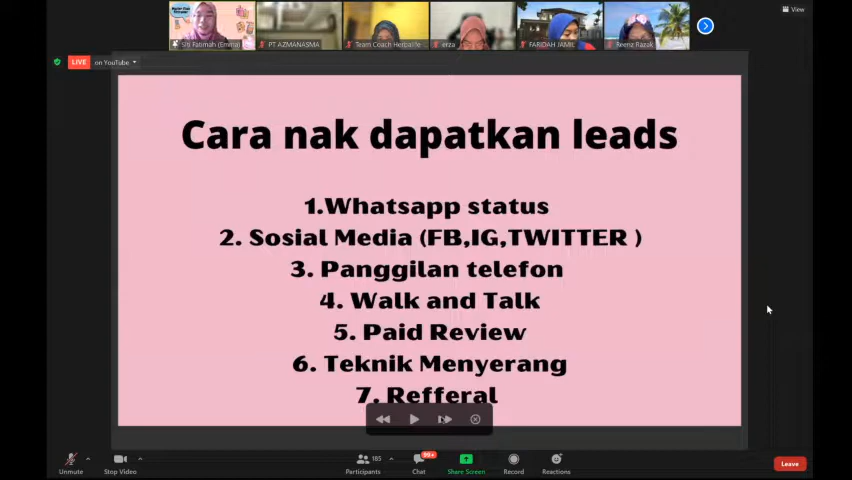 View
Siti Fatimah (Emma)
PT AZMANASMA
Team Coach Herbalife
erza
FARIDAH JAMIL
Reenz Razak
LIVE on YouTube
Cara nak dapatkan leads
1.Whatsapp status
2. Sosial Media (FB,IG,TWITTER )
3. Panggilan telefon
4. Walk and Talk
5. Paid Review
6. Teknik Menyerang
7. Refferal
Unmute
Stop Video
Participants
185
Chat
99+
Share Screen
Record
Reactions
Leave